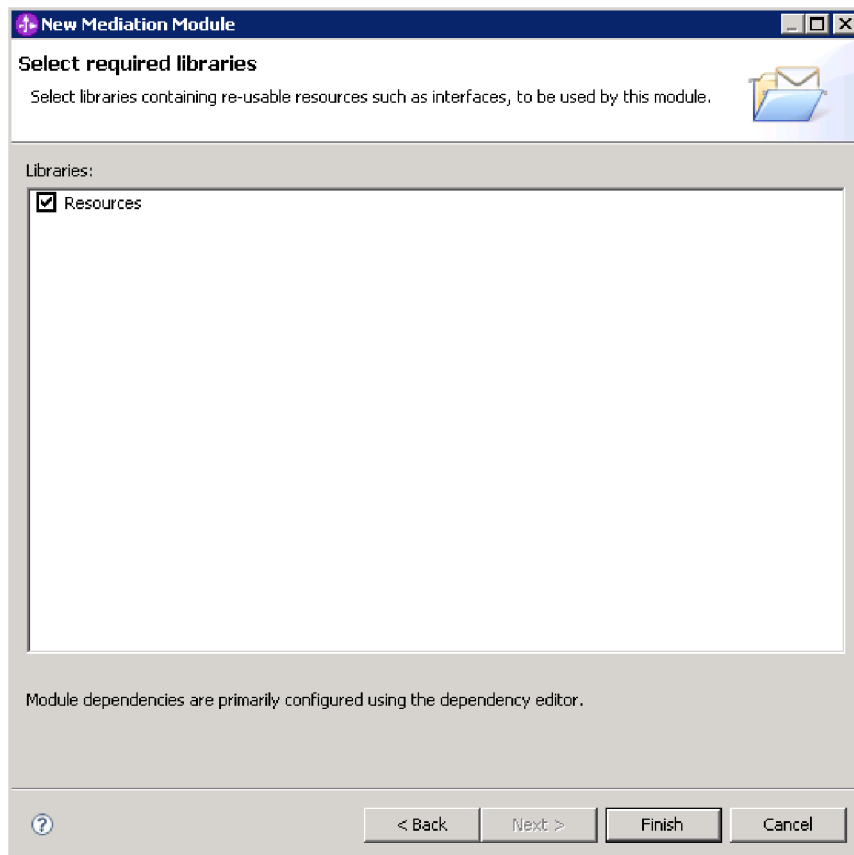 New Mediation Module
Select required libraries
Select libraries containing re-usable resources such as interfaces, to be used by this module.
Libraries:
Resources
Module dependencies are primarily configured using the dependency editor.
?
< Back
Next >
Finish
Cancel